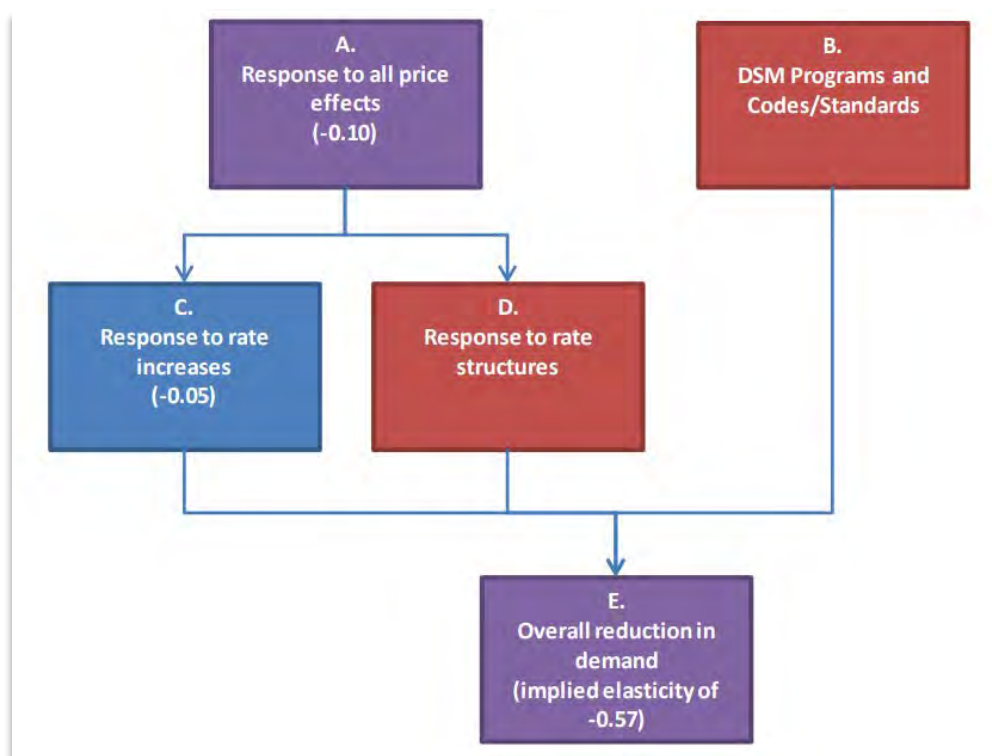 A.
Response to all price
effects
(-0.10)
B.
DSM Programs and
Codes/Standards
C.
Response to rate
increases
(-0.05)
D.
Response to rate
structures
E.
Overall reduction in
demand
(implied elasticity of
-0.57)